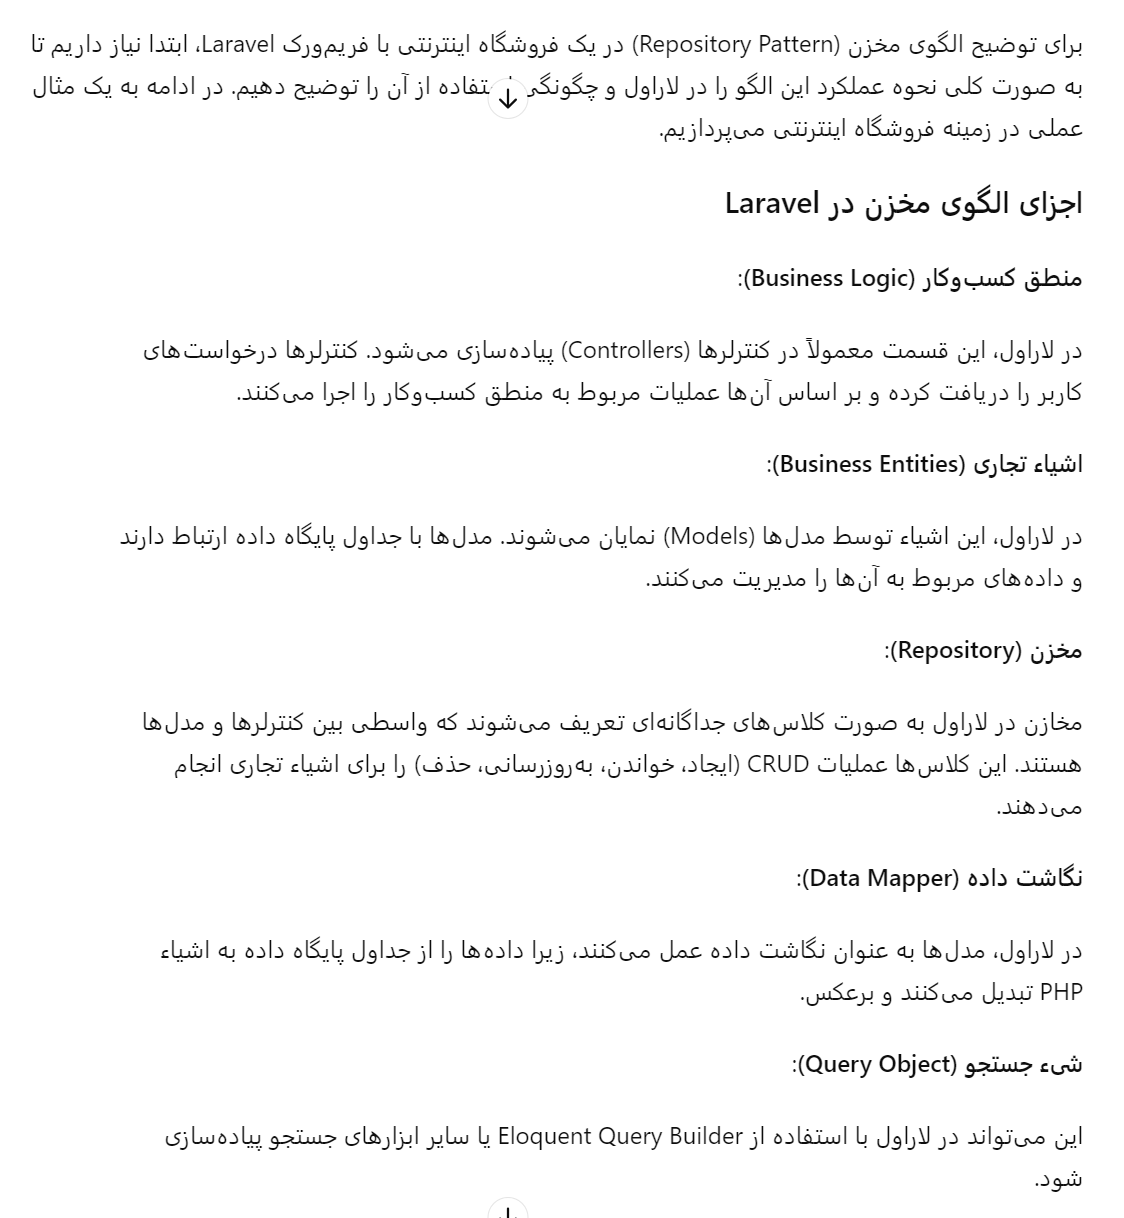 برای توضیح الگوی مخزن (Repository Pattern) در یک فروشگاه اینترنتی با فریم‌ورک Laravel، ابتدا نیاز داریم تا
به صورت کلی نحوه عملکرد این الگو را در لاراول و چگونگی از آن را توضیح دهیم. در ادامه به یک مثال
عملی در زمینه فروشگاه اینترنتی می‌پردازیم.
اجزای الگوی مخزن در Laravel
منطق کسب‌وکار (Business Logic):
در لاراول، این قسمت معمولاً در کنترلرها (Controllers) پیاده‌سازی می‌شود. کنترلرها درخواست‌های
کاربر را دریافت کرده و بر اساس آن‌ها عملیات مربوط به منطق کسب‌وکار را اجرا می‌کنند.
اشیاء تجاری (Business Entities):
در لاراول، این اشیاء توسط مدل‌ها (Models) نمایان می‌شوند. مدل‌ها با جداول پایگاه داده ارتباط دارند
و داده‌های مربوط به آن‌ها را مدیریت می‌کنند.
مخزن (Repository):
مخازن در لاراول به صورت کلاس‌های جداگانه‌ای تعریف می‌شوند که واسطی بین کنترلرها و مدل‌ها
هستند. این کلاس‌ها عملیات CRUD (ایجاد، خواندن، به‌روزرسانی، حذف) را برای اشیاء تجاری انجام
می‌دهند.
نگاشت داده (Data Mapper):
در لاراول، مدل‌ها به عنوان نگاشت داده عمل می‌کنند، زیرا داده‌ها را از جداول پایگاه داده به اشیاء
PHP تبدیل می‌کنند و برعکس.
شیء جستجو (Query Object):
این می‌تواند در لاراول با استفاده از Eloquent Query Builder یا سایر ابزارهای جستجو پیاده‌سازی
شود.